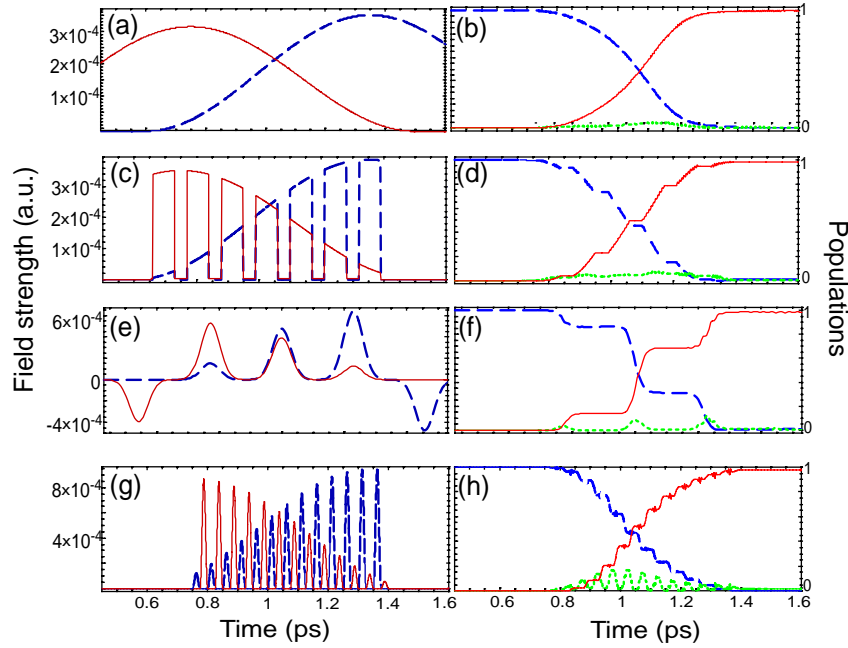 (a) (b)
3×10⁻⁴ 1
2×10⁻⁴
1×10⁻⁴
0
(c) (d)
3×10⁻⁴ 1
2×10⁻⁴
1×10⁻⁴
0
(e) (f)
6×10⁻⁴ 1
0
-4×10⁻⁴ 0
(g) (h)
8×10⁻⁴ 1
4×10⁻⁴
0
0.6 0.8 1 1.2 1.4 1.6 0.6 0.8 1 1.2 1.4 1.6
Time (ps) Time (ps)
Field strength (a.u.)
Populations